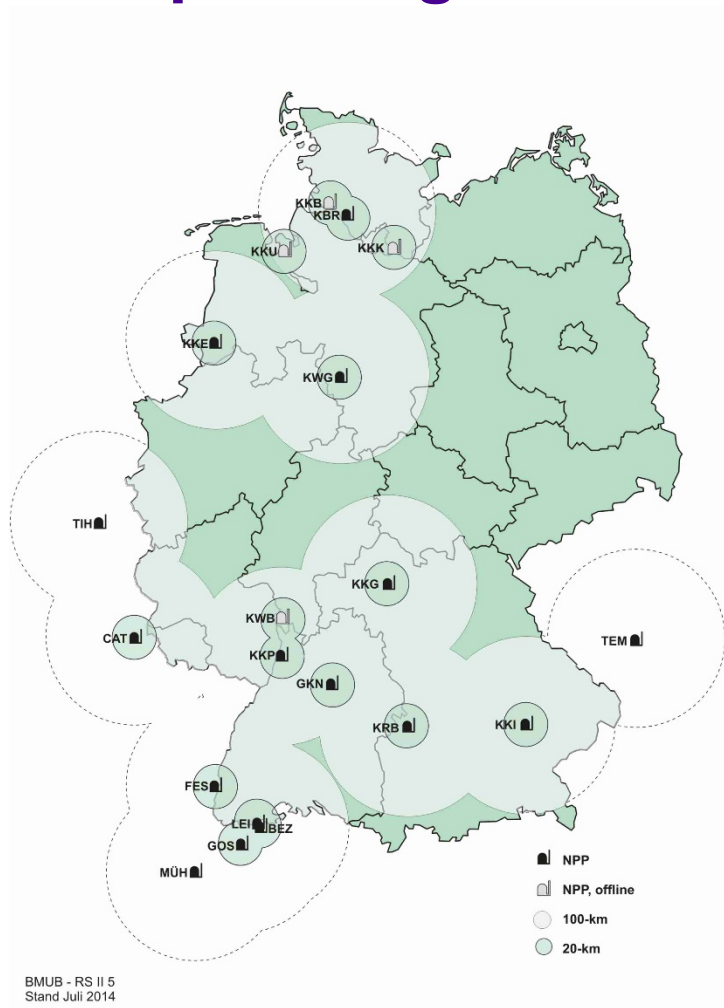 KKB
KBR
KKU
KKK
KKE
KWG
TIH
KKG
KWB
CAT
KKP
TEM
GKN
KRB
KKI
FES
LEI
BEZ
GOS
MÜH
NPP
NPP, offline
100-km
20-km
BMUB - RS II 5
Stand Juli 2014